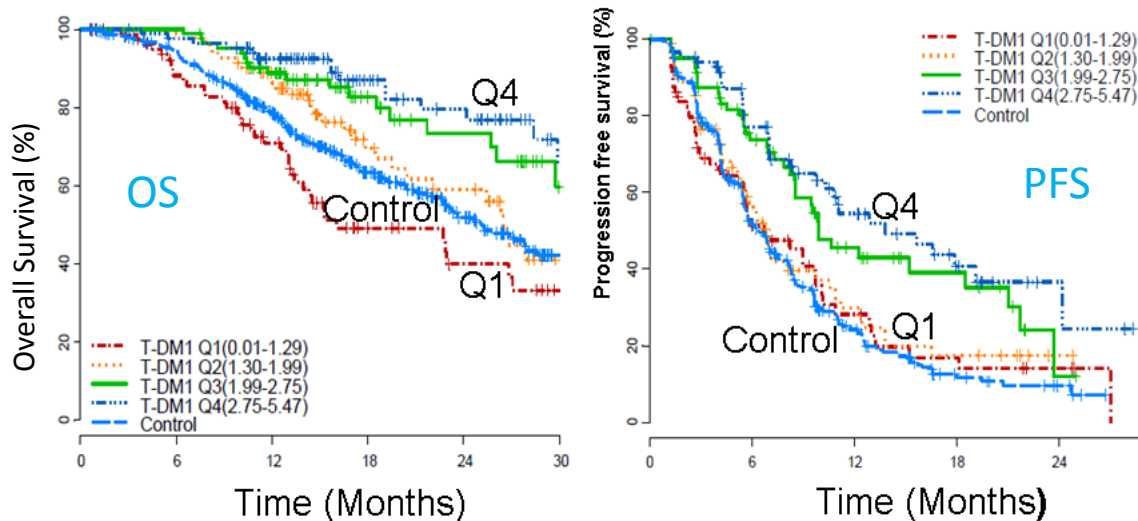 Overall Survival (%)
100
80
60
40
20
0
OS
Q4
Control
Q1
T-DM1 Q1(0.01-1.29)
T-DM1 Q2(1.30-1.99)
T-DM1 Q3(1.99-2.75)
T-DM1 Q4(2.75-5.47)
Control
0 6 12 18 24 30
Time (Months)
Progression free survival (%)
100
80
60
40
20
0
T-DM1 Q1(0.01-1.29)
T-DM1 Q2(1.30-1.99)
T-DM1 Q3(1.99-2.75)
T-DM1 Q4(2.75-5.47)
Control
PFS
Q4
Q1
Control
0 6 12 18 24
Time (Months)